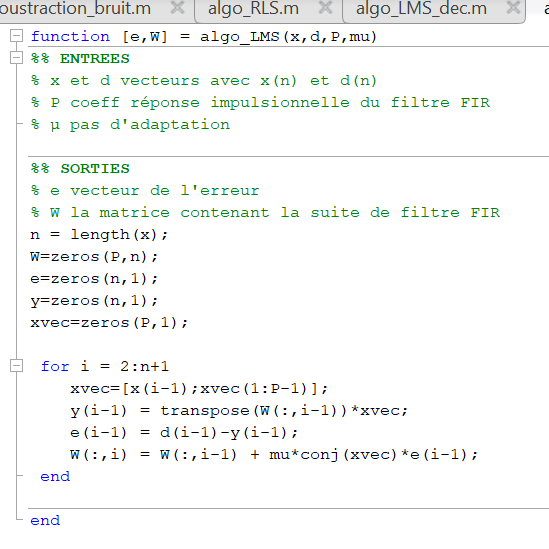 oustraction_bruit.m algo_RLS.m algo_LMS_dec.m
function [e,W] = algo_LMS(x,d,P,mu)
%% ENTREES
% x et d vecteurs avec x(n) et d(n)
% P coeff réponse impulsionnelle du filtre FIR
% µ pas d'adaptation
%% SORTIES
% e vecteur de l'erreur
% W la matrice contenant la suite de filtre FIR
n = length(x);
W=zeros(P,n);
e=zeros(n,1);
y=zeros(n,1);
xvec=zeros(P,1);
for i = 2:n+1
xvec=[x(i-1);xvec(1:P-1)];
y(i-1) = transpose(W(:,i-1))*xvec;
e(i-1) = d(i-1)-y(i-1);
W(:,i) = W(:,i-1) + mu*conj(xvec)*e(i-1);
end
end